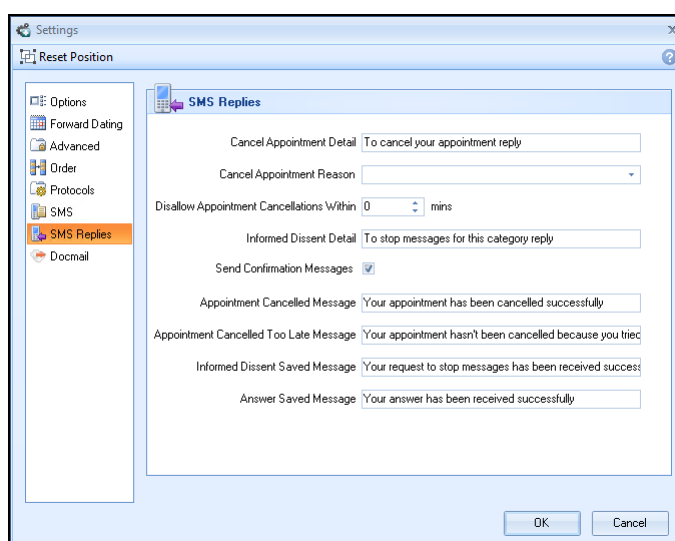 Settings
Reset Position
Options
Forward Dating
Advanced
Order
Protocols
SMS
SMS Replies
Docmail
SMS Replies
Cancel Appointment Detail To cancel your appointment reply
Cancel Appointment Reason
Disallow Appointment Cancellations Within 0 mins
Informed Dissent Detail To stop messages for this category reply
Send Confirmation Messages
Appointment Cancelled Message Your appointment has been cancelled successfully
Appointment Cancelled Too Late Message Your appointment hasn't been cancelled because you tried
Informed Dissent Saved Message Your request to stop messages has been received succes
Answer Saved Message Your answer has been received successfully
OK Cancel